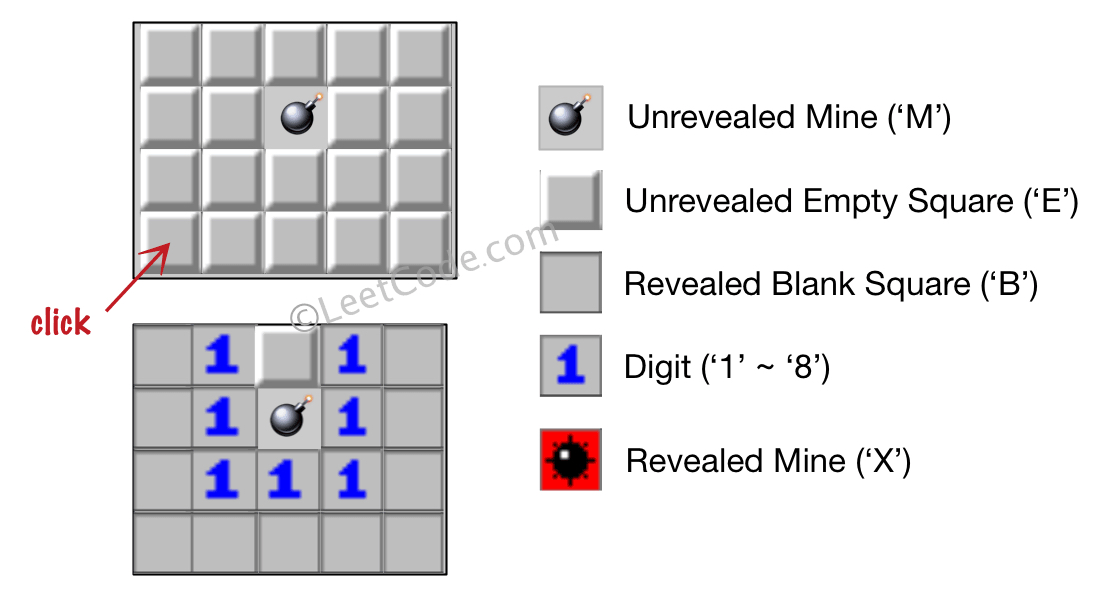 click
1 1
1 1
1 1 1
Unrevealed Mine (‘M’)
Unrevealed Empty Square (‘E’)
Revealed Blank Square (‘B’)
1
Digit (‘1’ ~ ‘8’)
Revealed Mine (‘X’)
©LeetCode.com